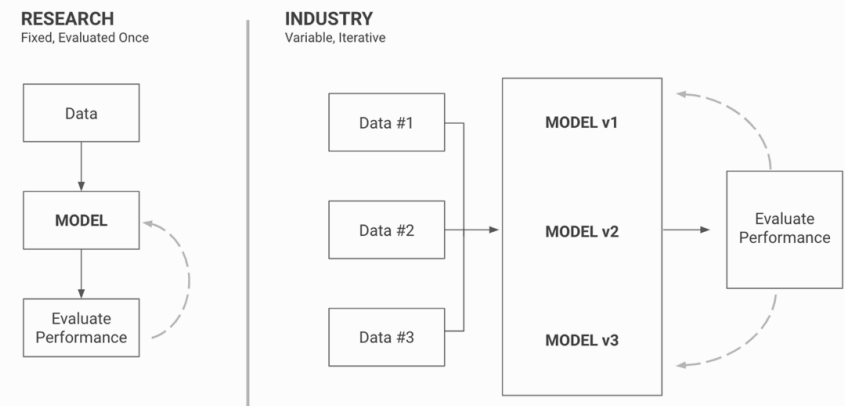 RESEARCH
Fixed, Evaluated Once
Data
MODEL
Evaluate
Performance
INDUSTRY
Variable, Iterative
Data #1
Data #2
Data #3
MODEL v1
MODEL v2
MODEL v3
Evaluate
Performance